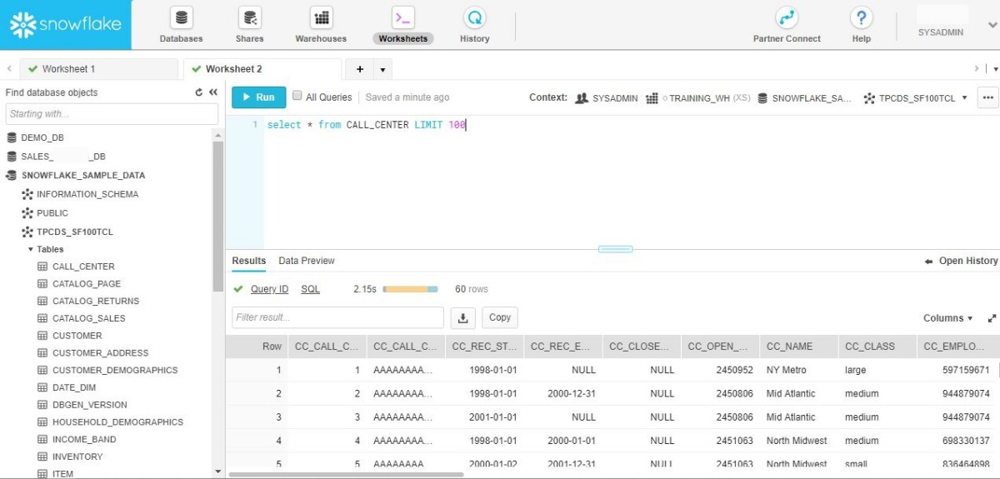 snowflake
Databases Shares Warehouses Worksheets History Partner Connect Help SYSADMIN
Worksheet 1 Worksheet 2 +
Find database objects
Starting with...
Run All Queries Saved a minute ago Context: SYSADMIN TRAINING_WH (XS) SNOWFLAKE_SA... TPCDS_SF100TCL ...
1 select * from CALL_CENTER LIMIT 100
DEMO_DB
SALES_ _DB
SNOWFLAKE_SAMPLE_DATA
INFORMATION_SCHEMA
PUBLIC
TPCDS_SF100TCL
Tables
CALL_CENTER
CATALOG_PAGE
CATALOG_RETURNS
CATALOG_SALES
CUSTOMER
CUSTOMER_ADDRESS
CUSTOMER_DEMOGRAPHICS
DATE_DIM
DBGEN_VERSION
HOUSEHOLD_DEMOGRAPHICS
INCOME_BAND
INVENTORY
ITEM
Results Data Preview Open History
Query ID SQL 2.15s 60 rows
Filter result... Copy Columns
Row CC_CALL_C... CC_CALL_C... CC_REC_ST... CC_REC_E... CC_CLOSE... CC_OPEN_... CC_NAME CC_CLASS CC_EMPLO...
1 1 AAAAAAAA... 1998-01-01 NULL NULL 2450952 NY Metro large 597159671
2 2 AAAAAAAA... 1998-01-01 2000-12-31 NULL 2450806 Mid Atlantic medium 944879074
3 3 AAAAAAAA... 2001-01-01 NULL NULL 2450806 Mid Atlantic medium 944879074
4 4 AAAAAAAA... 1998-01-01 2000-01-01 NULL 2451063 North Midwest medium 698330137
5 5 AAAAAAAA 2000-01-02 2001-12-31 NULL 2451063 North Midwest small 836464898